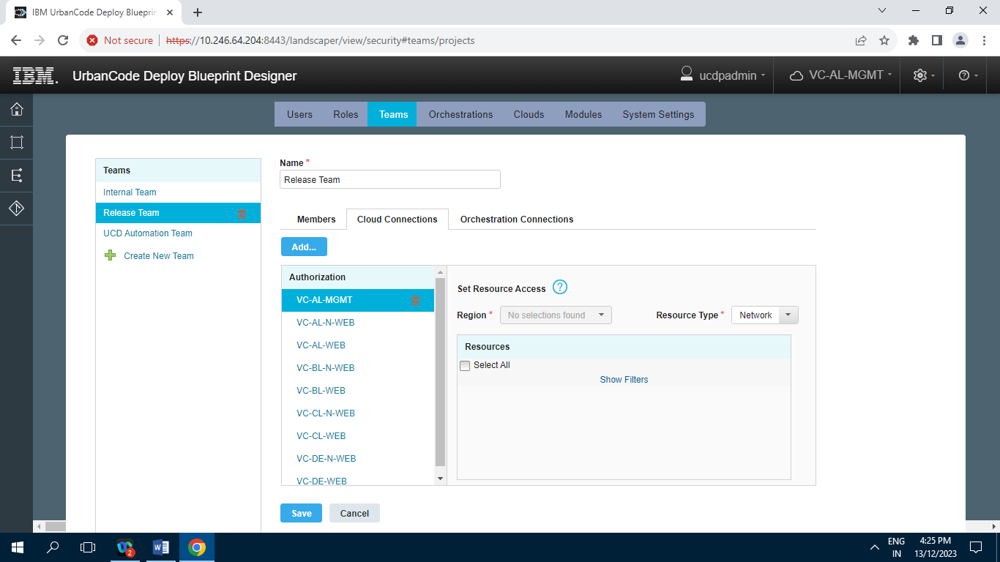 IBM UrbanCode Deploy Blueprin
Not secure https://10.246.64.204:8443/landscaper/view/security#teams/projects
IBM. UrbanCode Deploy Blueprint Designer
ucdpadmin
VC-AL-MGMT
Users Roles Teams Orchestrations Clouds Modules System Settings
Teams
Internal Team
Release Team
UCD Automation Team
Create New Team
Name *
Release Team
Members Cloud Connections Orchestration Connections
Add...
Authorization
VC-AL-MGMT
VC-AL-N-WEB
VC-AL-WEB
VC-BL-N-WEB
VC-BL-WEB
VC-CL-N-WEB
VC-CL-WEB
VC-DE-N-WEB
VC-DE-WEB
Set Resource Access ?
Region * No selections found Resource Type * Network
Resources
Select All
Show Filters
Save Cancel
2
ENG
IN
4:25 PM
13/12/2023